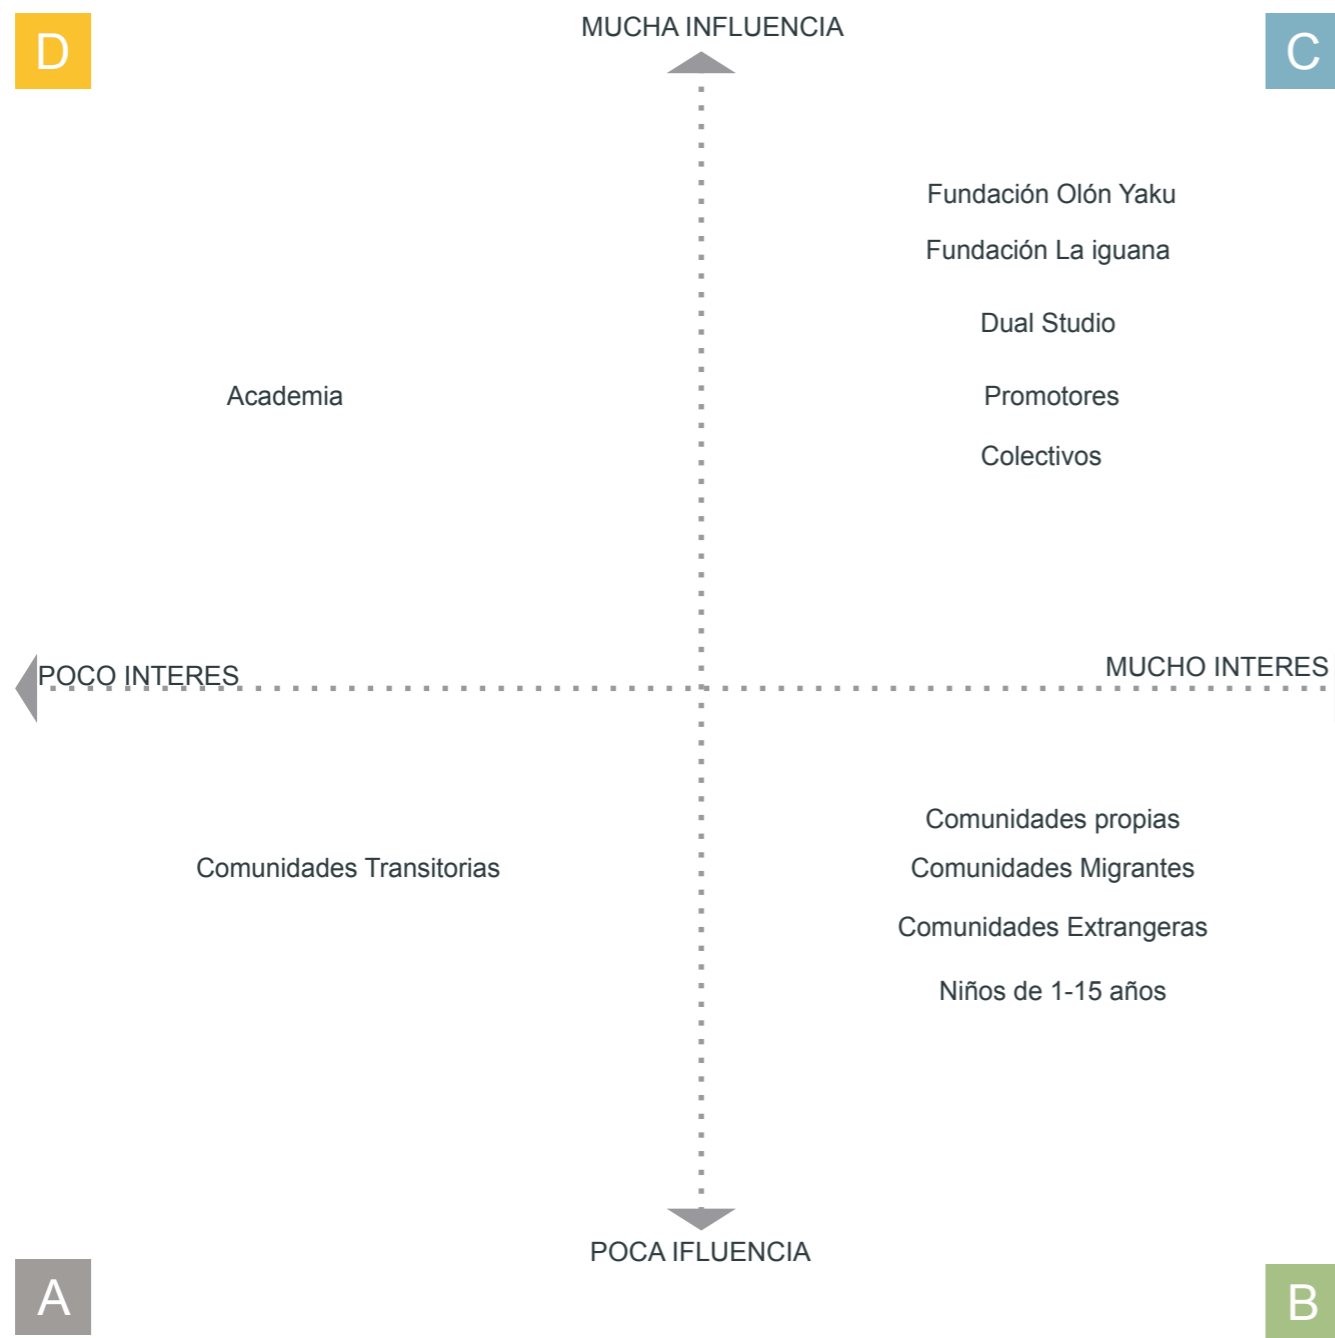 D
MUCHA INFLUENCIA
C
Fundación Olón Yaku
Fundación La iguana
Dual Studio
Academia
Promotores
Colectivos
POCO INTERES
MUCHO INTERES
Comunidades propias
Comunidades Transitorias
Comunidades Migrantes
Comunidades Extrangeras
Niños de 1-15 años
POCA IFLUENCIA
A
B